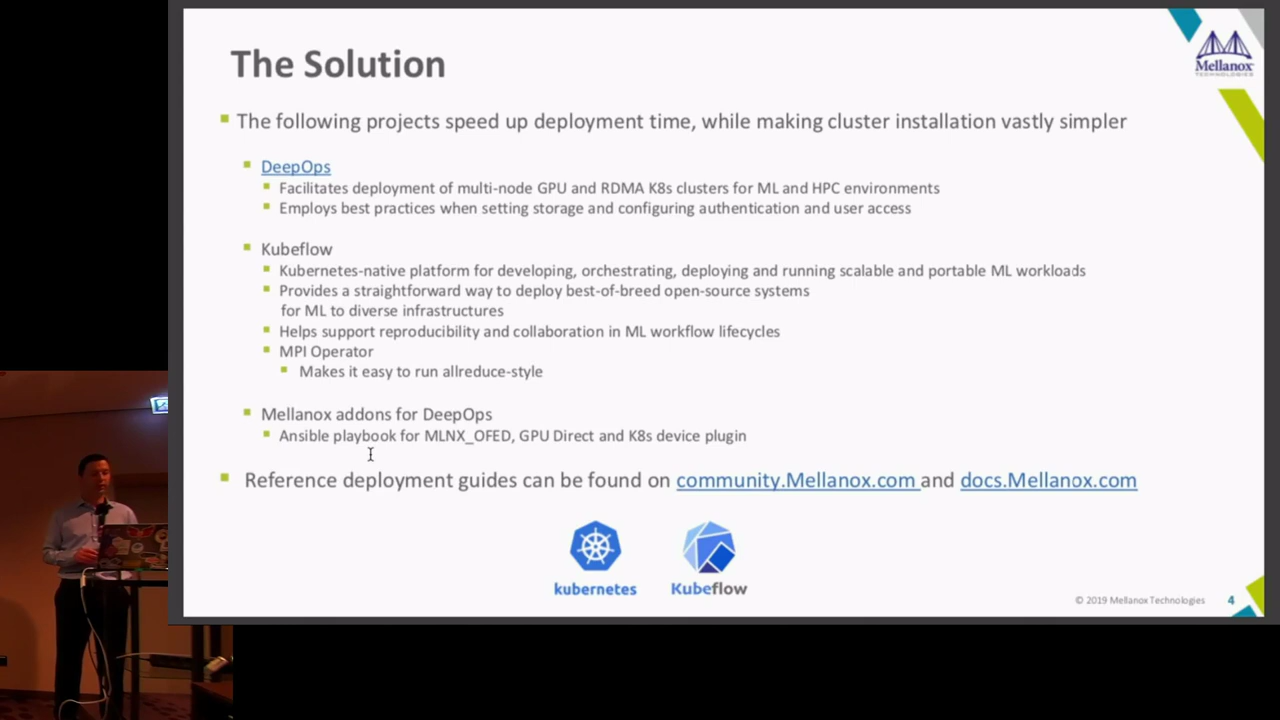 The Solution
Mellanox
TECHNOLOGIES
The following projects speed up deployment time, while making cluster installation vastly simpler
DeepOps
Facilitates deployment of multi-node GPU and RDMA K8s clusters for ML and HPC environments
Employs best practices when setting storage and configuring authentication and user access
Kubeflow
Kubernetes-native platform for developing, orchestrating, deploying and running scalable and portable ML workloads
Provides a straightforward way to deploy best-of-breed open-source systems
for ML to diverse infrastructures
Helps support reproducibility and collaboration in ML workflow lifecycles
MPI Operator
Makes it easy to run allreduce-style
Mellanox addons for DeepOps
Ansible playbook for MLNX_OFED, GPU Direct and K8s device plugin
Reference deployment guides can be found on community.Mellanox.com and docs.Mellanox.com
kubernetes
Kubeflow
© 2019 Mellanox Technologies 4